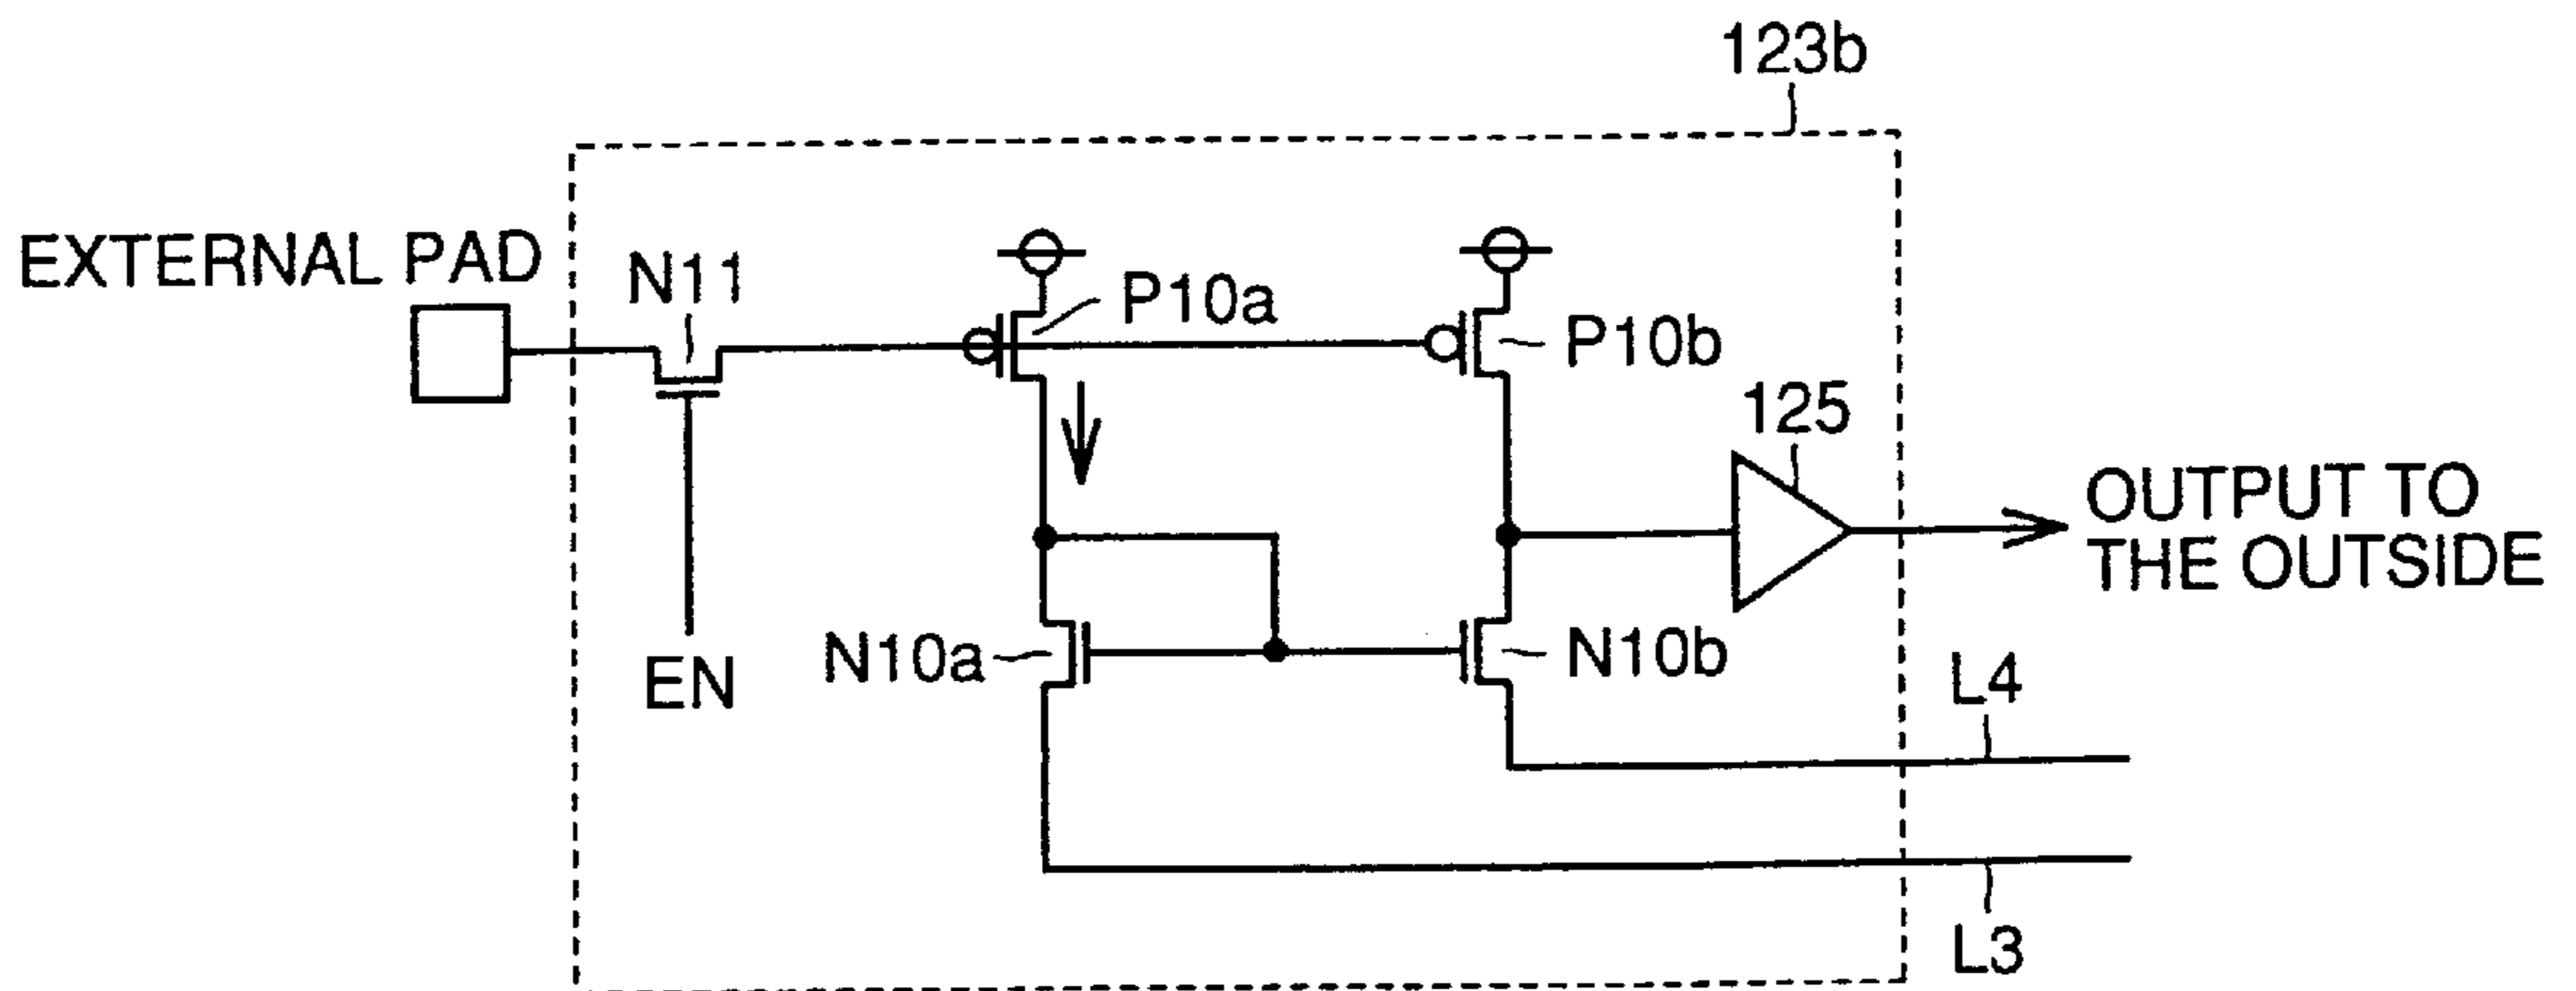 123b
EXTERNAL PAD
N11
P10a
P10b
125
OUTPUT TO
THE OUTSIDE
EN
N10a
N10b
L4
L3